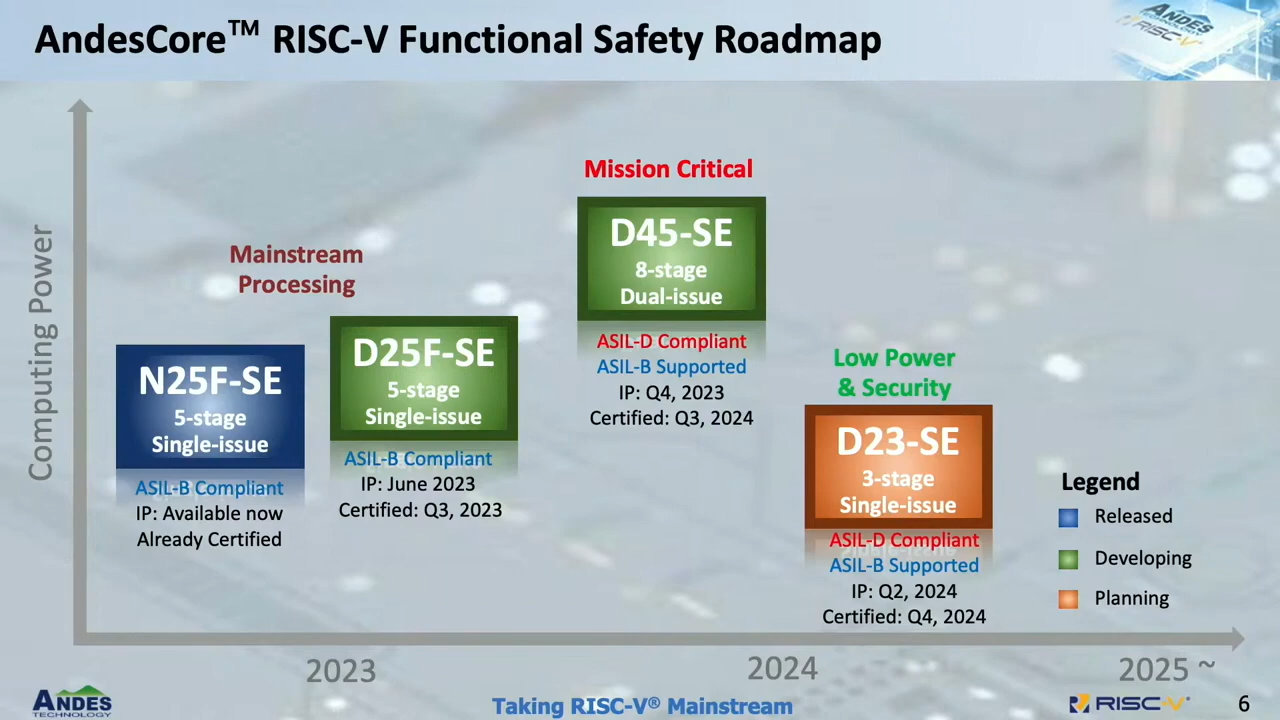 AndesCore™ RISC-V Functional Safety Roadmap
ANDES
RISC-V
Computing Power
Mainstream
Processing
N25F-SE
5-stage
Single-issue
ASIL-B Compliant
IP: Available now
Already Certified
D25F-SE
5-stage
Single-issue
ASIL-B Compliant
IP: June 2023
Certified: Q3, 2023
Mission Critical
D45-SE
8-stage
Dual-issue
ASIL-D Compliant
ASIL-B Supported
IP: Q4, 2023
Certified: Q3, 2024
Low Power
& Security
D23-SE
3-stage
Single-issue
ASIL-D Compliant
ASIL-B Supported
IP: Q2, 2024
Certified: Q4, 2024
Legend
Released
Developing
Planning
2023
2024
2025 ~
ANDES
TECHNOLOGY
Taking RISC-V® Mainstream
RISC-V®
6